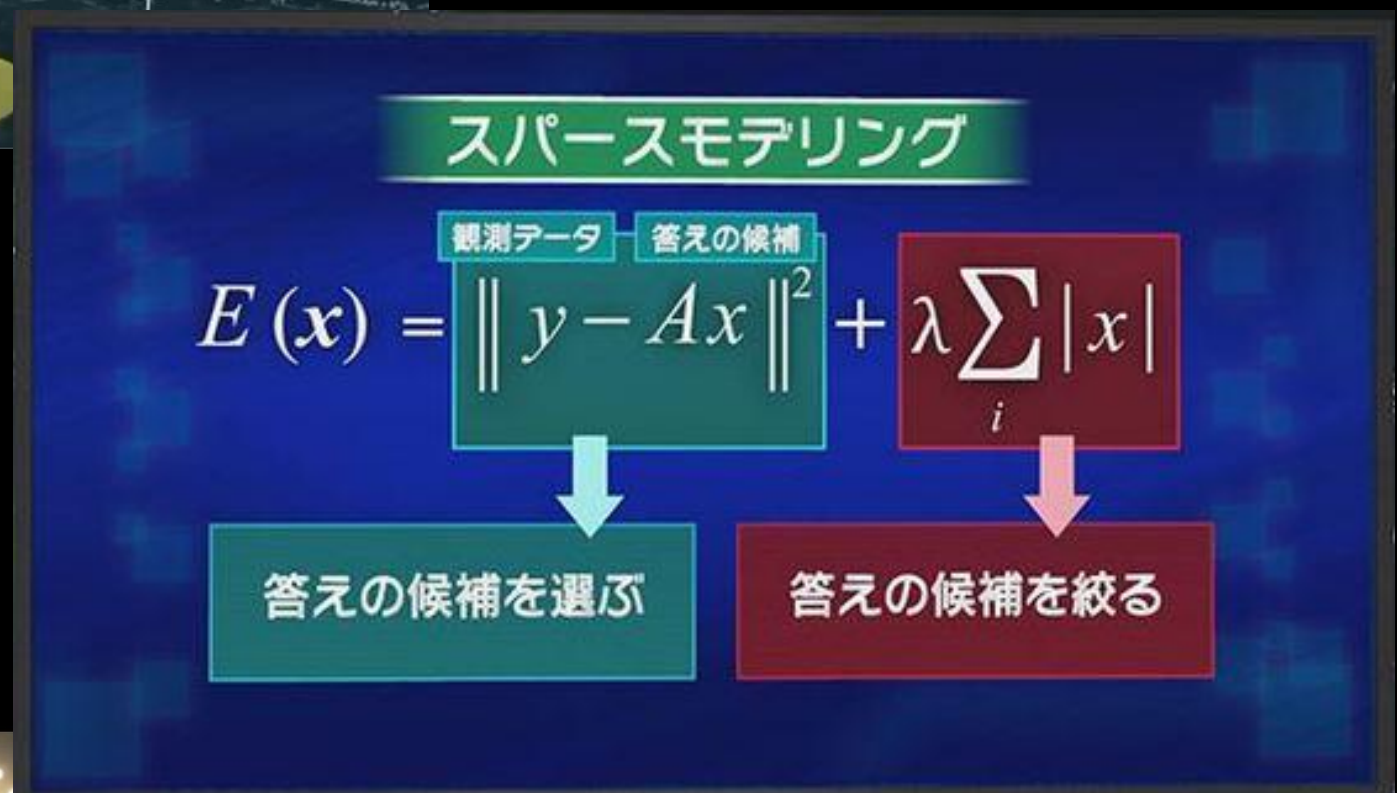 スパースモデリング
観測データ 答えの候補
E(x) = ‖ y − Ax ‖² + λ∑|x|
i
答えの候補を選ぶ 答えの候補を絞る